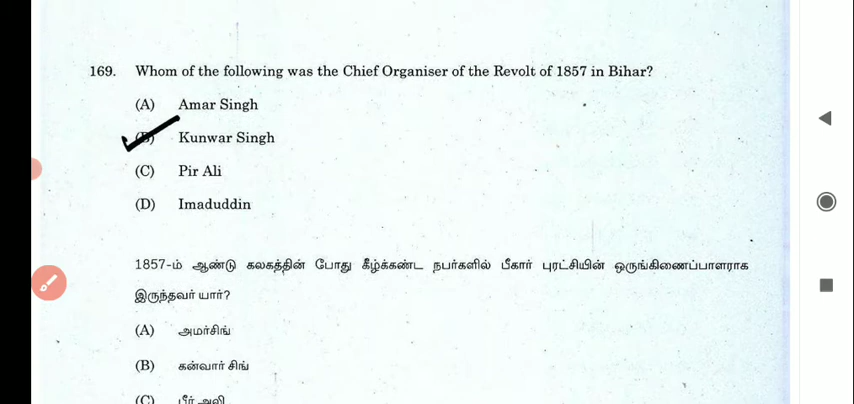 169. Whom of the following was the Chief Organiser of the Revolt of 1857 in Bihar?
(A) Amar Singh
(B) Kunwar Singh
(C) Pir Ali
(D) Imaduddin
1857-ம் ஆண்டு கலகத்தின் போது கீழ்க்கண்ட நபர்களில் பீகார் புரட்சியின் ஒருங்கிணைப்பாளராக
இருந்தவர் யார்?
(A) அமர்சிங்
(B) கன்வார் சிங்
(C) பீர் அலி